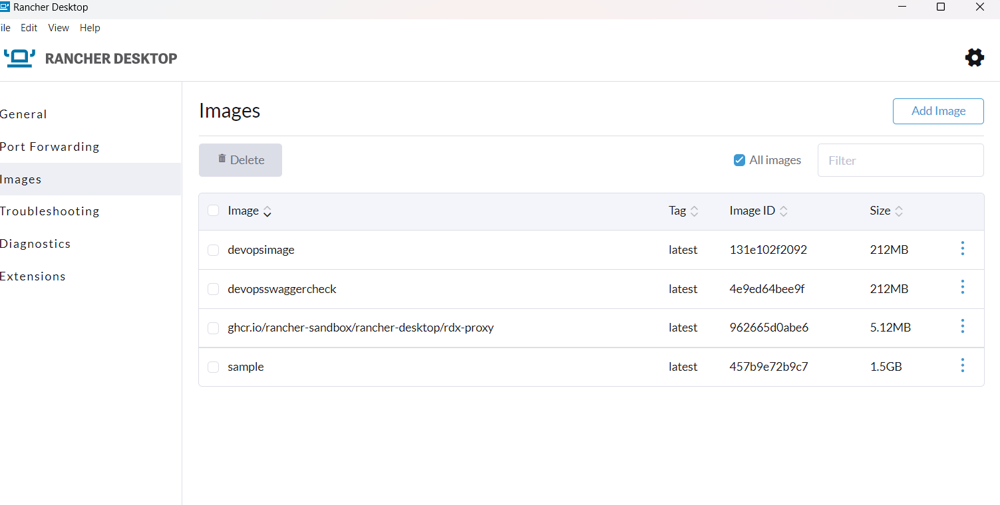 Rancher Desktop
ile Edit View Help
RANCHER DESKTOP
General
Port Forwarding
Images
Troubleshooting
Diagnostics
Extensions
Images
Add Image
Delete
All images
Filter
Image Tag Image ID Size
devopsimage latest 131e102f2092 212MB
devopsswaggercheck latest 4e9ed64bee9f 212MB
ghcr.io/rancher-sandbox/rancher-desktop/rdx-proxy latest 962665d0abe6 5.12MB
sample latest 457b9e72b9c7 1.5GB